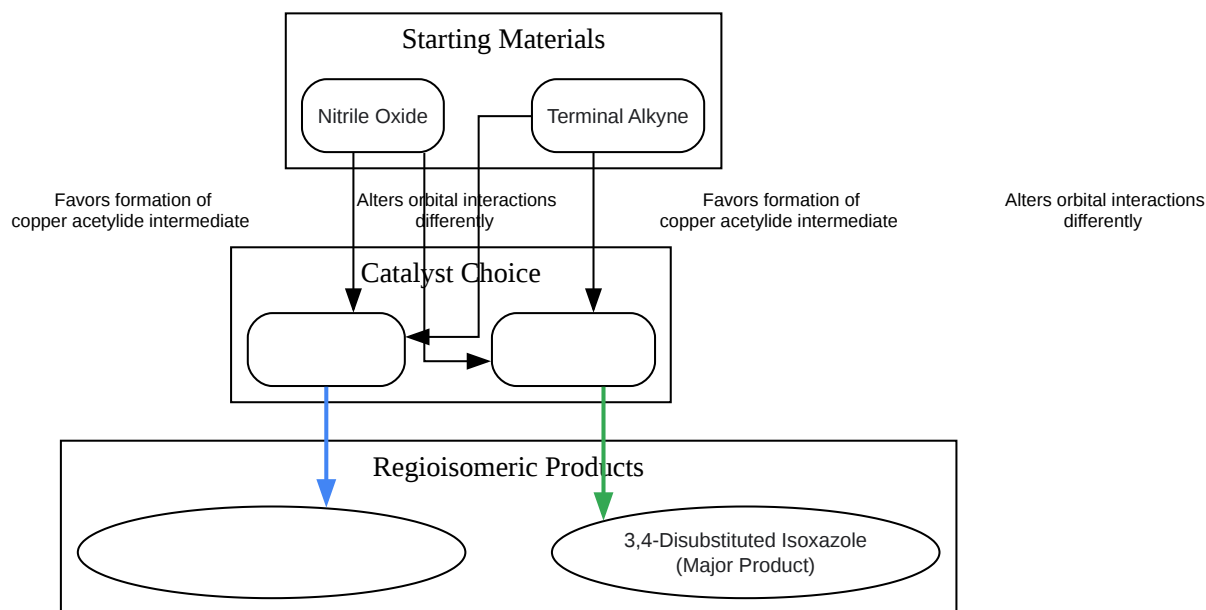 Starting Materials
Nitrile Oxide
Terminal Alkyne
Favors formation of
copper acetylide intermediate
Alters orbital interactions
differently
Favors formation of
copper acetylide intermediate
Alters orbital interactions
differently
Catalyst Choice
Regioisomeric Products
3,4-Disubstituted Isoxazole
(Major Product)